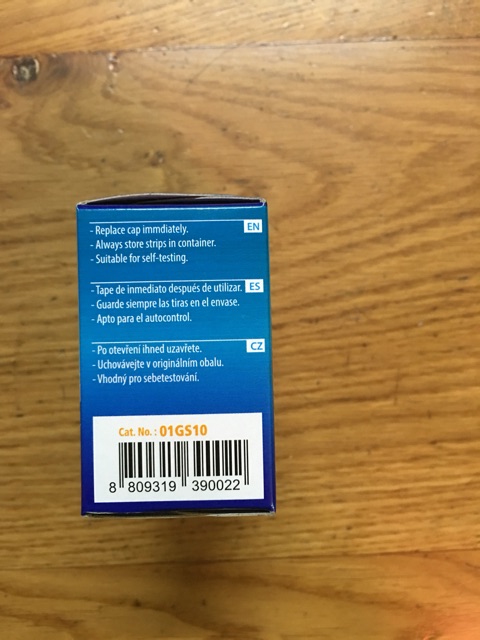 EN
- Replace cap immdiately.
- Always store strips in container.
- Suitable for self-testing.
ES
- Tape de inmediato después de utilizar.
- Guarde siempre las tiras en el envase.
- Apto para el autocontrol.
CZ
- Po otevření ihned uzavřete.
- Uchovávejte v originálním obalu.
- Vhodný pro sebetestování.
Cat. No. : 01GS10
8 809319 390022